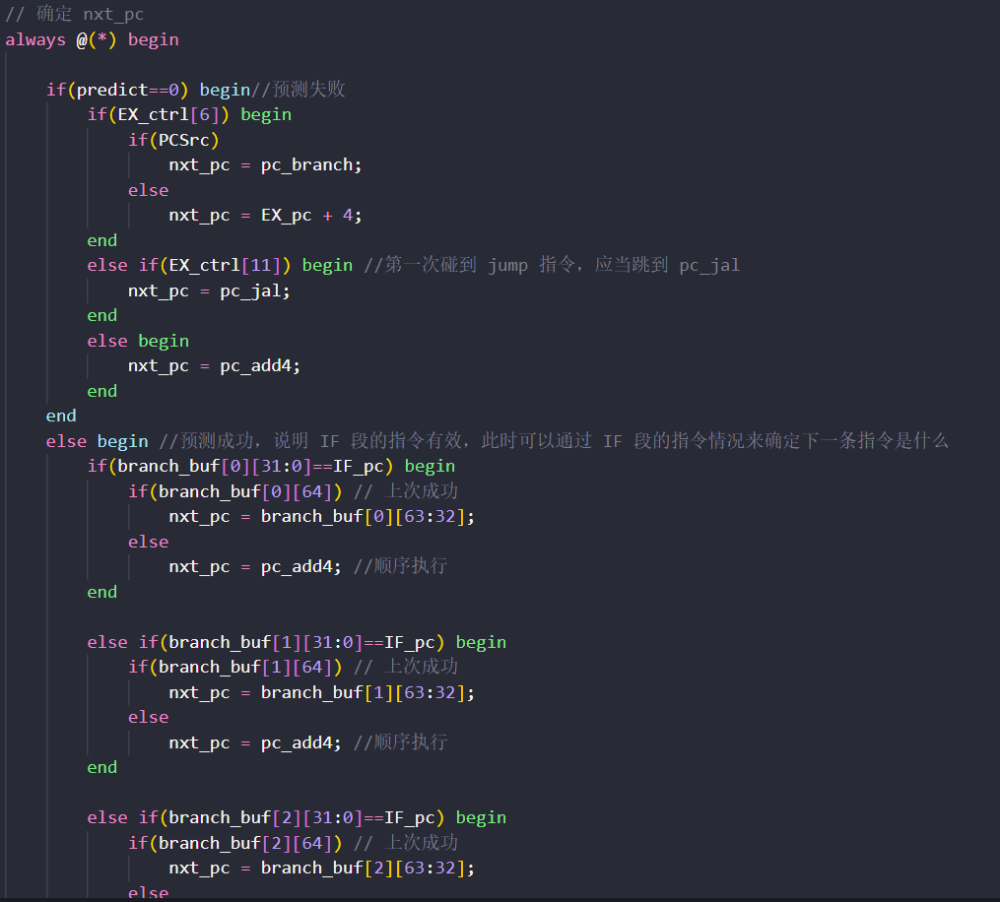 // 确定 nxt_pc
always @(*) begin
if(predict==0) begin//预测失败
if(EX_ctrl[6]) begin
if(PCSrc)
nxt_pc = pc_branch;
else
nxt_pc = EX_pc + 4;
end
else if(EX_ctrl[11]) begin //第一次碰到 jump 指令，应当跳到 pc_jal
nxt_pc = pc_jal;
end
else begin
nxt_pc = pc_add4;
end
end
else begin //预测成功，说明 IF 段的指令有效，此时可以通过 IF 段的指令情况来确定下一条指令是什么
if(branch_buf[0][31:0]==IF_pc) begin
if(branch_buf[0][64]) // 上次成功
nxt_pc = branch_buf[0][63:32];
else
nxt_pc = pc_add4; //顺序执行
end
else if(branch_buf[1][31:0]==IF_pc) begin
if(branch_buf[1][64]) // 上次成功
nxt_pc = branch_buf[1][63:32];
else
nxt_pc = pc_add4; //顺序执行
end
else if(branch_buf[2][31:0]==IF_pc) begin
if(branch_buf[2][64]) // 上次成功
nxt_pc = branch_buf[2][63:32];
else